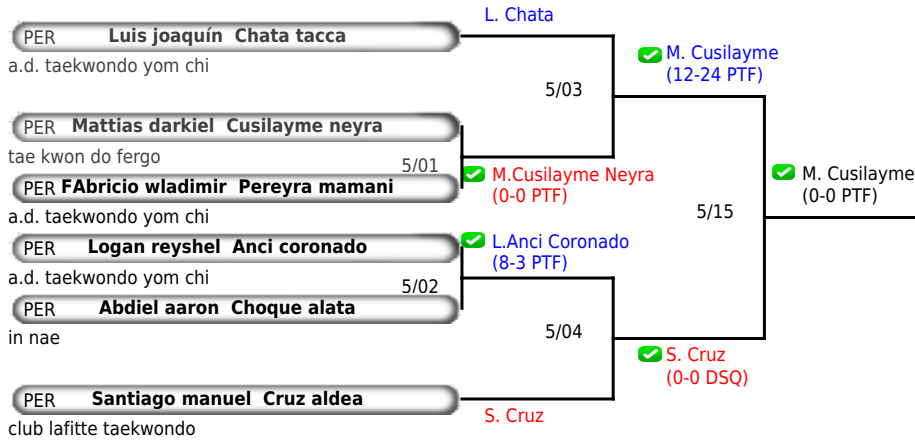 L. Chata
PER Luis joaquín Chata tacca
a.d. taekwondo yom chi
M. Cusilayme
(12-24 PTF)
5/03
PER Mattias darkiel Cusilayme neyra
tae kwon do fergo
5/01
M.Cusilayme Neyra
(0-0 PTF)
PER FAbricio wladimir Pereyra mamani
a.d. taekwondo yom chi
M. Cusilayme
(0-0 PTF)
5/15
PER Logan reyshel Anci coronado
a.d. taekwondo yom chi
L.Anci Coronado
(8-3 PTF)
5/02
PER Abdiel aaron Choque alata
in nae
5/04
S. Cruz
(0-0 DSQ)
PER Santiago manuel Cruz aldea
club lafitte taekwondo
S. Cruz